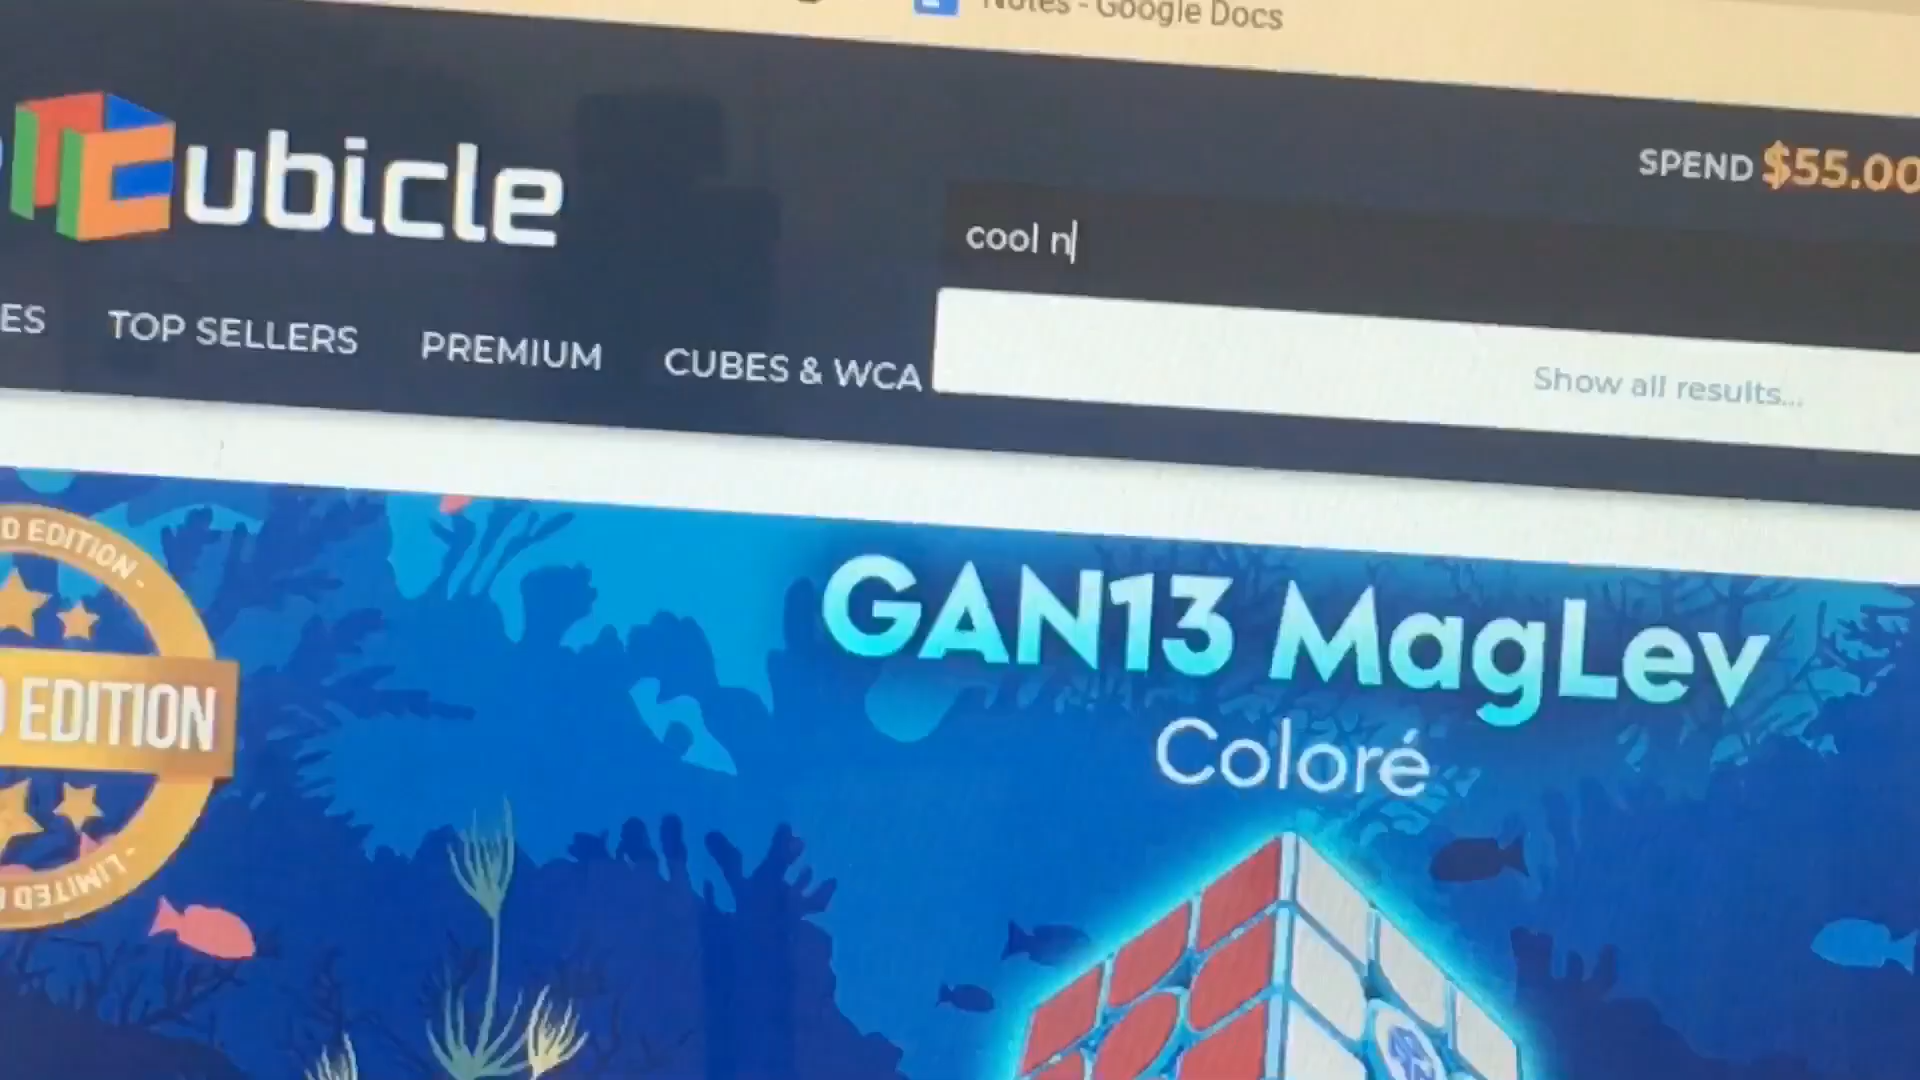 Notes - Google Docs
Cubicle
SPEND $55.00
cool n
ES TOP SELLERS PREMIUM CUBES & WCA
Show all results...
D EDITION -
EDITION
- LIMITED
GAN13 MagLev
Coloré